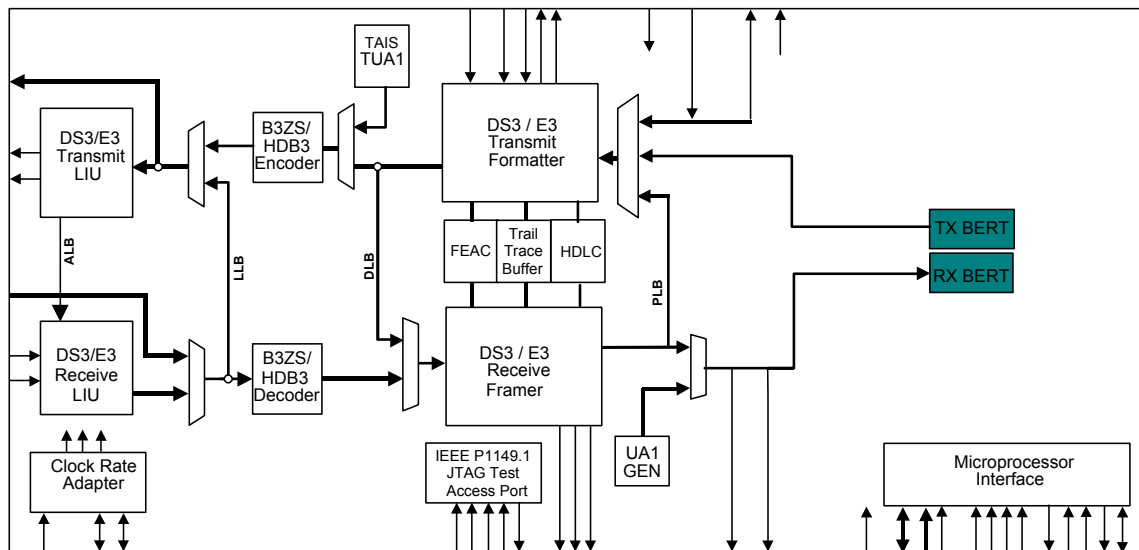 TAIS
TUA1
DS3/E3
Transmit
LIU
B3ZS/
HDB3
Encoder
DS3 / E3
Transmit
Formatter
ALB
LLB
DLB
FEAC
Trail
Trace
Buffer
HDLC
PLB
TX BERT
RX BERT
DS3/E3
Receive
LIU
B3ZS/
HDB3
Decoder
DS3 / E3
Receive
Framer
Clock Rate
Adapter
IEEE P1149.1
JTAG Test
Access Port
UA1
GEN
Microprocessor
Interface